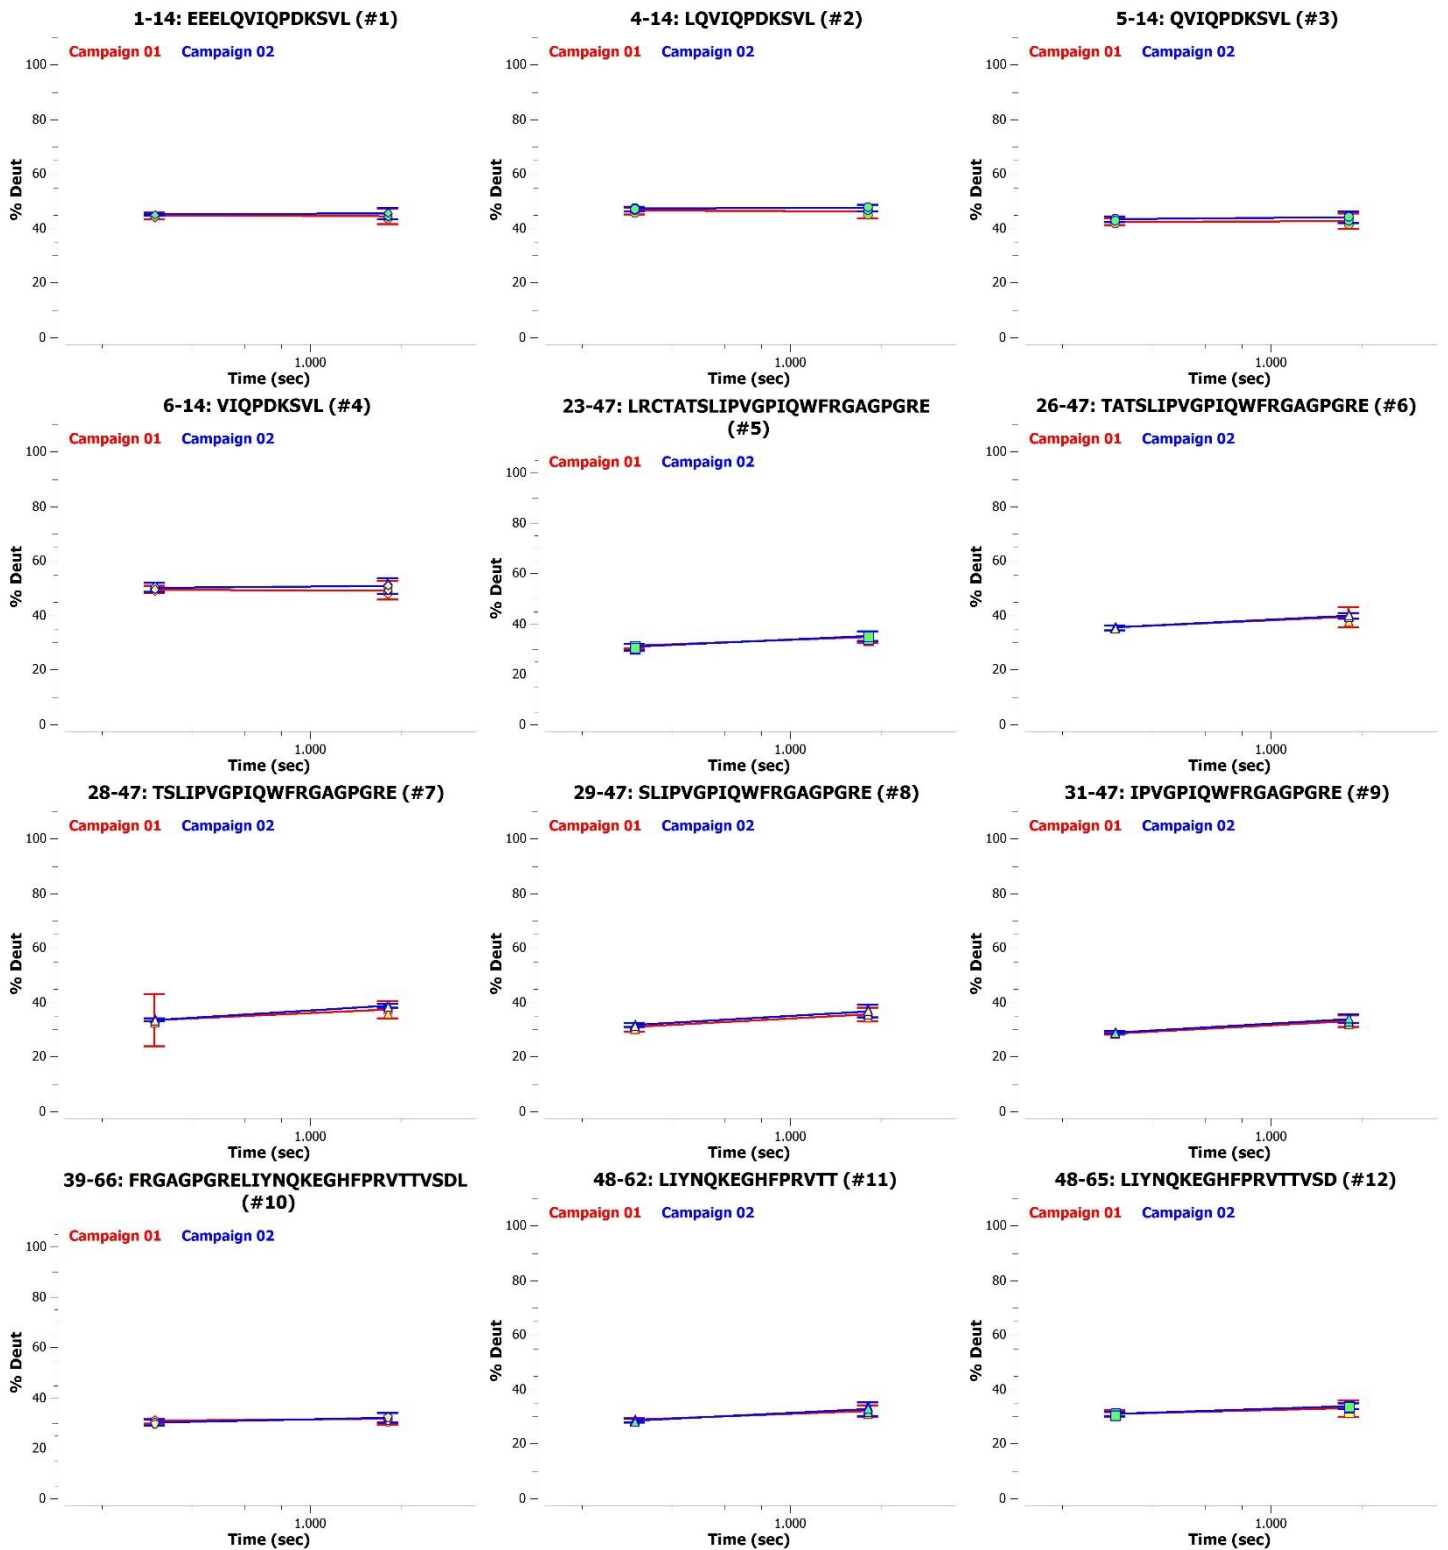 1-14: EEELQVIQPDKSVL (#1)
Campaign 01 Campaign 02
% Deut
100
80
60
40
20
0
1.000
Time (sec)
4-14: LQVIQPDKSVL (#2)
Campaign 01 Campaign 02
% Deut
100
80
60
40
20
0
1.000
Time (sec)
5-14: QVIQPDKSVL (#3)
Campaign 01 Campaign 02
% Deut
100
80
60
40
20
0
1.000
Time (sec)
6-14: VIQPDKSVL (#4)
Campaign 01 Campaign 02
% Deut
100
80
60
40
20
0
1.000
Time (sec)
23-47: LRCTATSLIPVGPIQWFRGAGPGRE
(#5)
Campaign 01 Campaign 02
% Deut
100
80
60
40
20
0
1.000
Time (sec)
26-47: TATSLIPVGPIQWFRGAGPGRE (#6)
Campaign 01 Campaign 02
% Deut
100
80
60
40
20
0
1.000
Time (sec)
28-47: TSLIPVGPIQWFRGAGPGRE (#7)
Campaign 01 Campaign 02
% Deut
100
80
60
40
20
0
1.000
Time (sec)
29-47: SLIPVGPIQWFRGAGPGRE (#8)
Campaign 01 Campaign 02
% Deut
100
80
60
40
20
0
1.000
Time (sec)
31-47: IPVGPIQWFRGAGPGRE (#9)
Campaign 01 Campaign 02
% Deut
100
80
60
40
20
0
1.000
Time (sec)
39-66: FRGAGPGRELIYNQKEGHFPRVTTVSDL
(#10)
Campaign 01 Campaign 02
% Deut
100
80
60
40
20
0
1.000
Time (sec)
48-62: LIYNQKEGHFPRVTT (#11)
Campaign 01 Campaign 02
% Deut
100
80
60
40
20
0
1.000
Time (sec)
48-65: LIYNQKEGHFPRVTTVSD (#12)
Campaign 01 Campaign 02
% Deut
100
80
60
40
20
0
1.000
Time (sec)